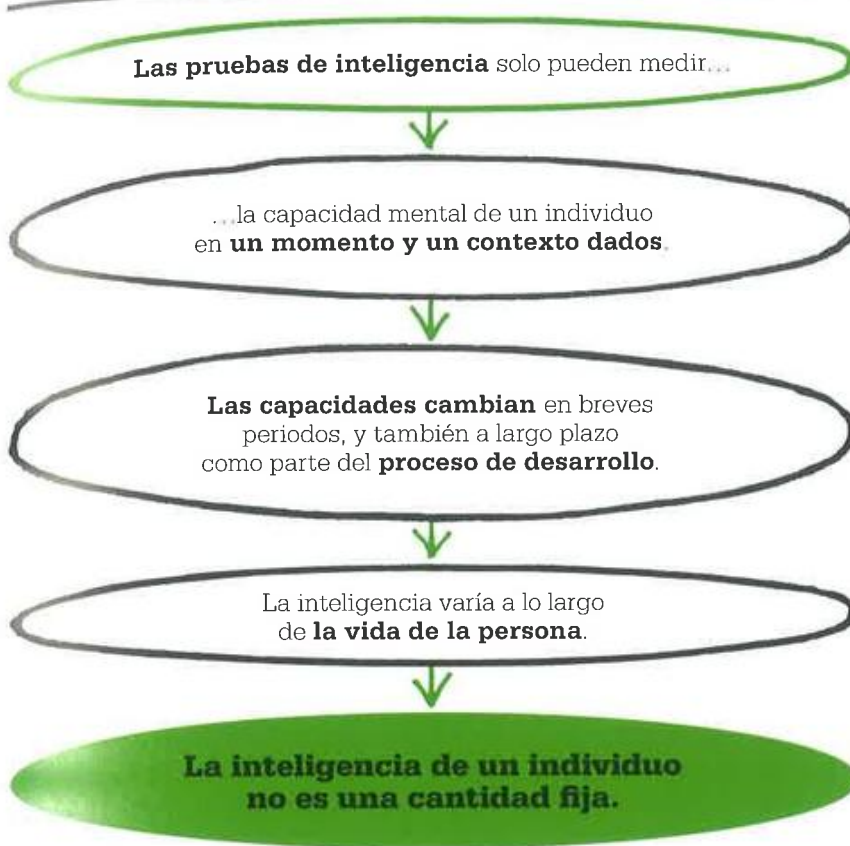 Las pruebas de inteligencia solo pueden medir...
...la capacidad mental de un individuo
en un momento y un contexto dados.
Las capacidades cambian en breves
periodos, y también a largo plazo
como parte del proceso de desarrollo.
La inteligencia varía a lo largo
de la vida de la persona.
La inteligencia de un individuo
no es una cantidad fija.